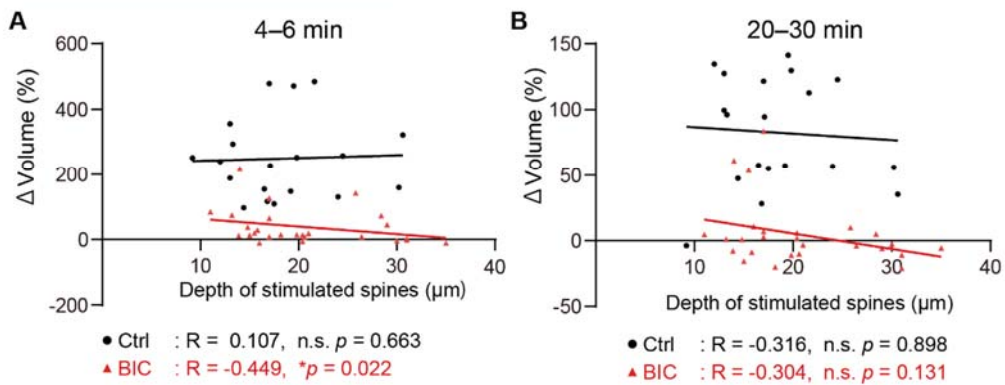 A
4–6 min
600
400
200
0
-200
Δ Volume (%)
10 20 30 40
Depth of stimulated spines (µm)
● Ctrl : R = 0.107, n.s. p = 0.663
▲ BIC : R = -0.449, *p = 0.022
B
20–30 min
150
100
50
0
-50
Δ Volume (%)
10 20 30 40
Depth of stimulated spines (µm)
● Ctrl : R = -0.316, n.s. p = 0.898
▲ BIC : R = -0.304, n.s. p = 0.131